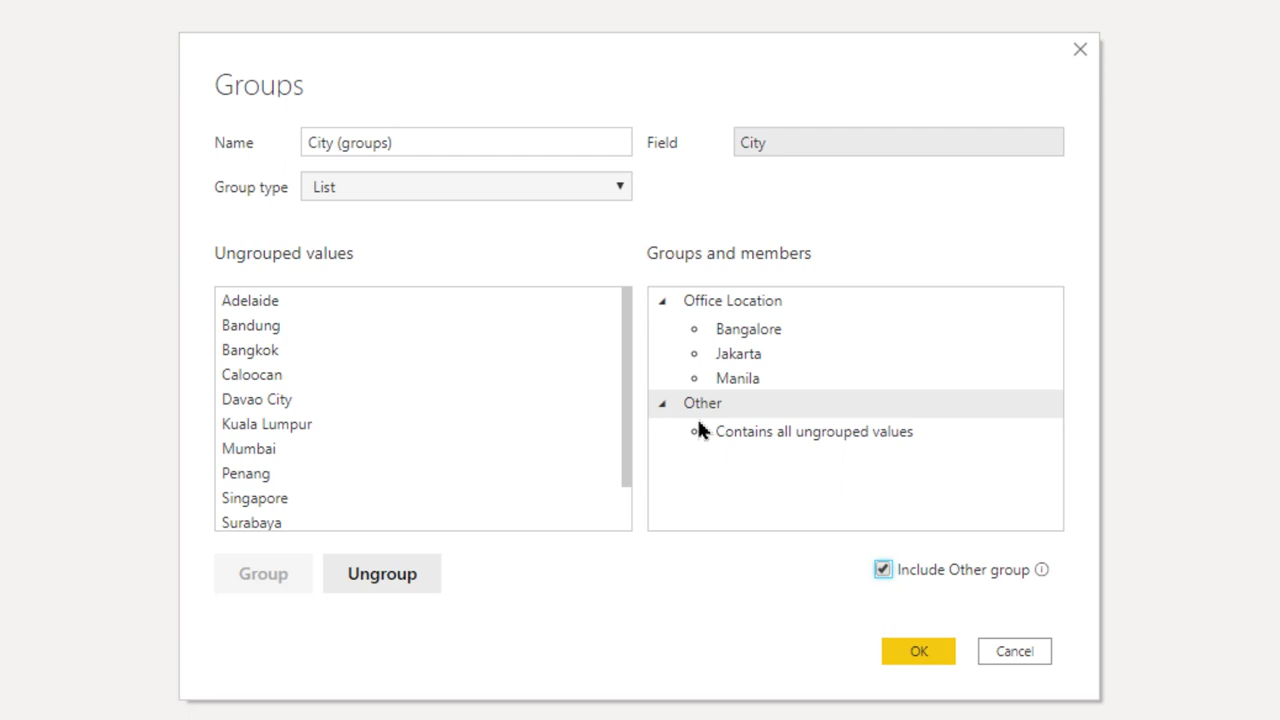 Groups
Name City (groups) Field City
Group type List
Ungrouped values
Adelaide
Bandung
Bangkok
Caloocan
Davao City
Kuala Lumpur
Mumbai
Penang
Singapore
Surabaya
Groups and members
Office Location
Bangalore
Jakarta
Manila
Other
Contains all ungrouped values
Group Ungroup Include Other group
OK Cancel